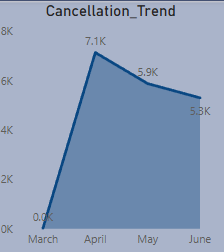 Cancellation_Trend
8K
7.1K
6K
5.9K
5.3K
4K
2K
0.0K
0K
March April May June